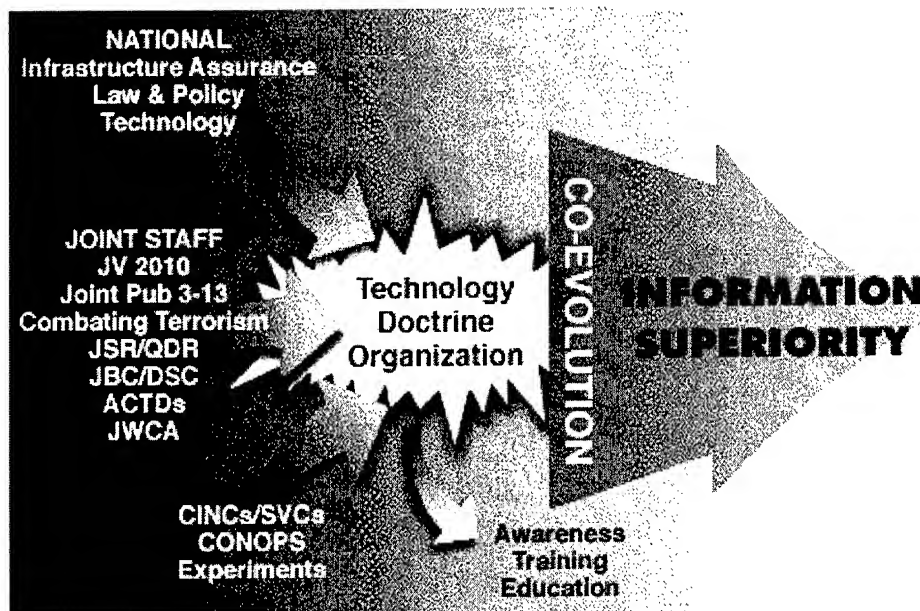 NATIONAL
Infrastructure Assurance
Law & Policy
Technology
JOINT STAFF
JV 2010
Joint Pub 3-13
Combating Terrorism
JSR/QDR
JBC/DSC
ACTDs
JWCA
CINCs/SVCs
CONOPS
Experiments
Technology
Doctrine
Organization
Awareness
Training
Education
CO-EVOLUTION
INFORMATION
SUPERIORITY